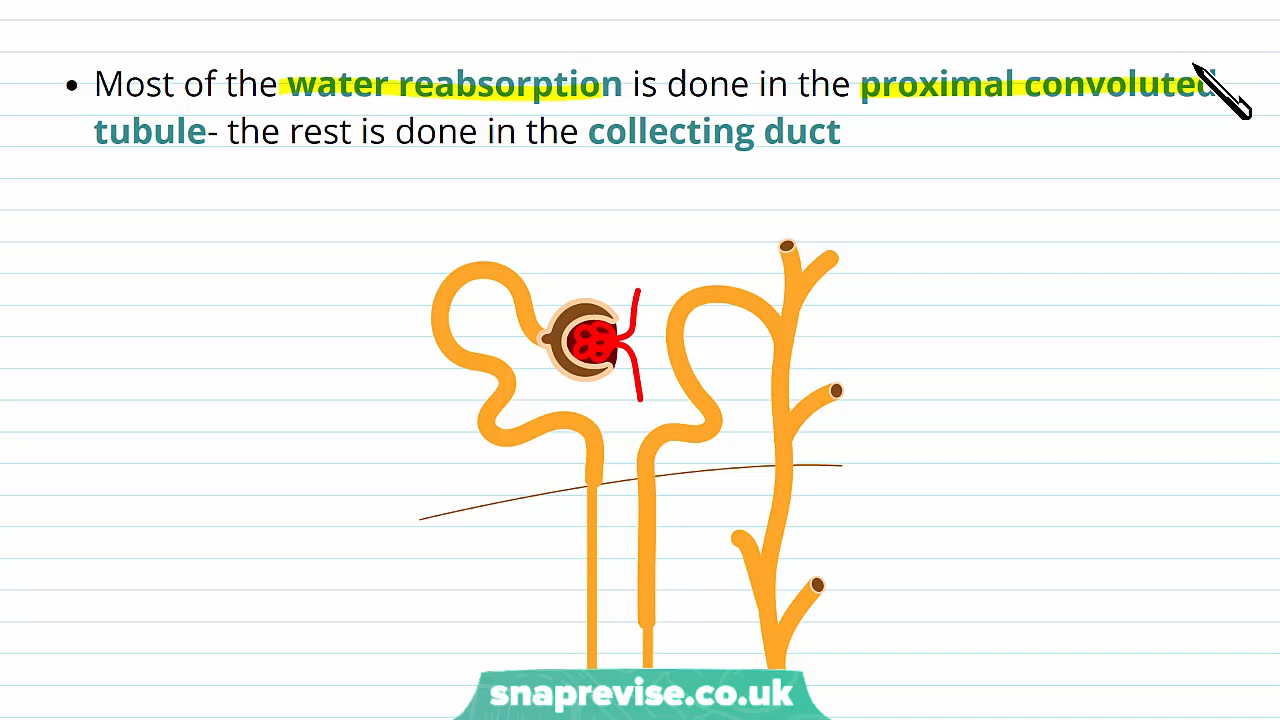 • Most of the water reabsorption is done in the proximal convoluted
tubule- the rest is done in the collecting duct
snaprevise.co.uk